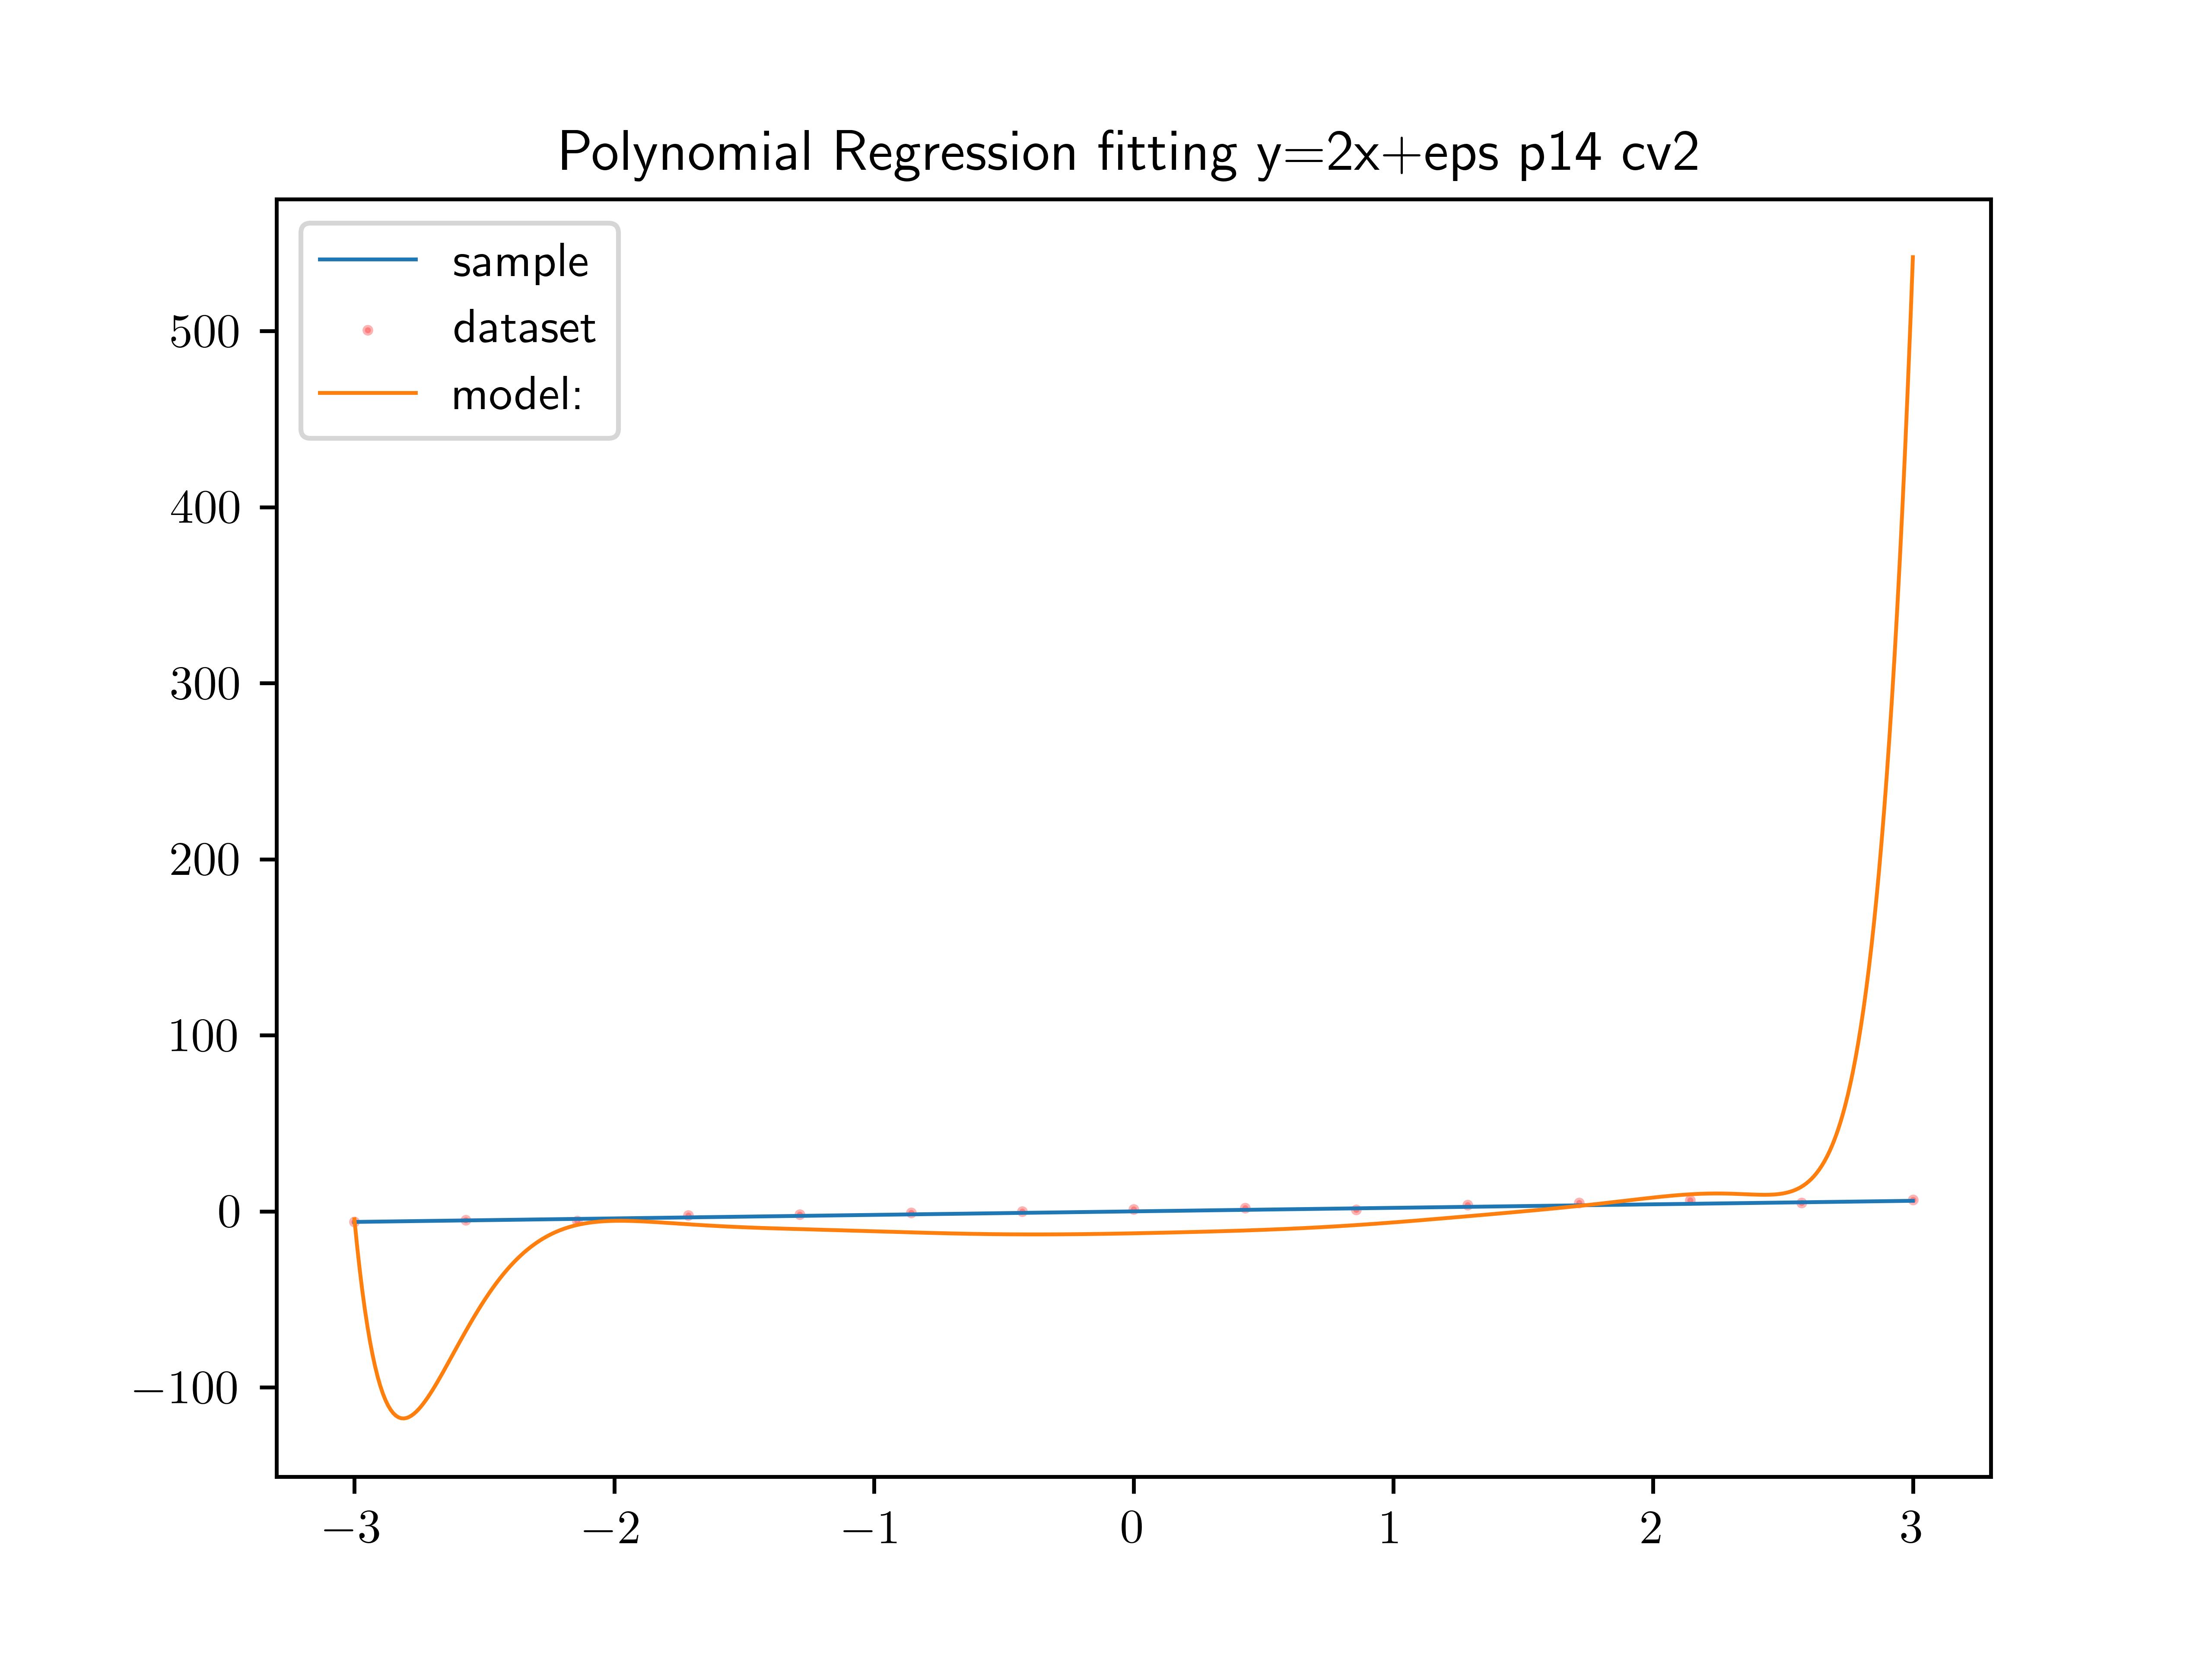 Polynomial Regression fitting y=2x+eps p14 cv2
sample
dataset
model:
500
400
300
200
100
0
−100
−3 −2 −1 0 1 2 3